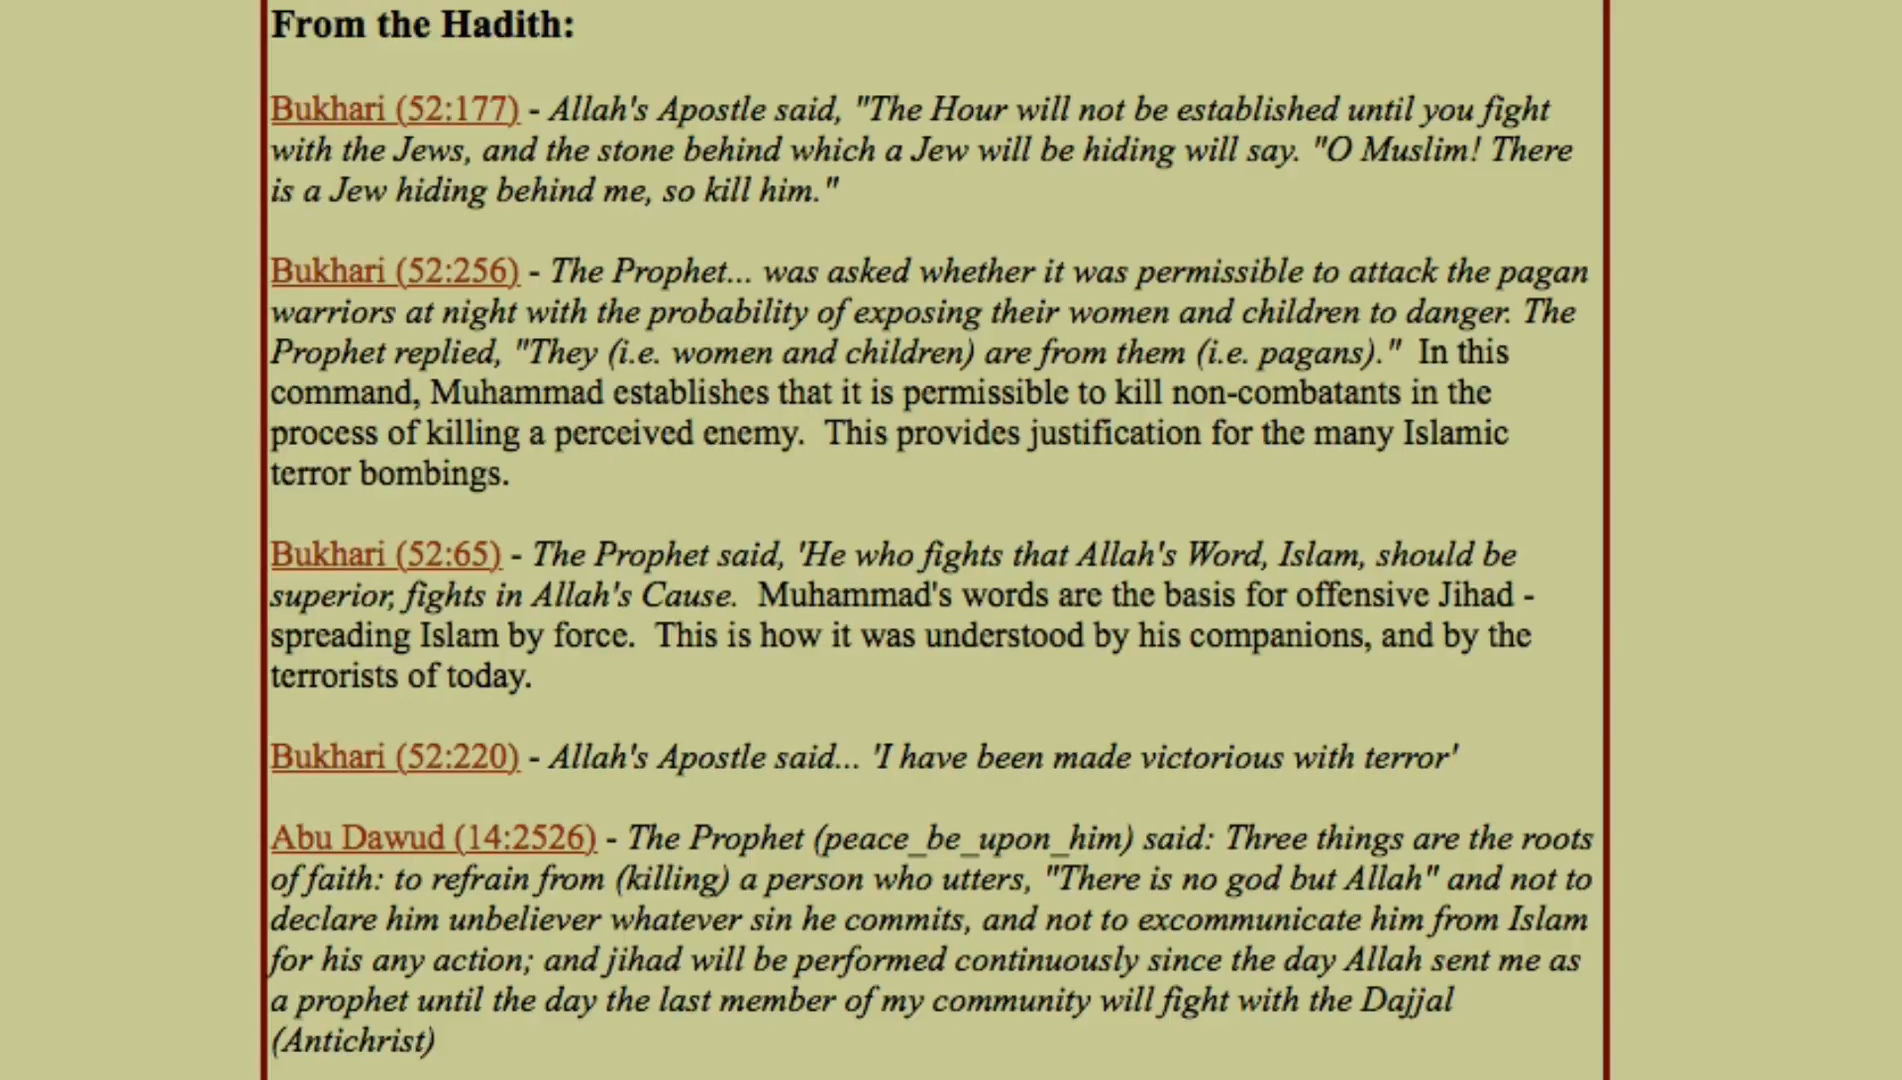 From the Hadith:
Bukhari (52:177) - Allah's Apostle said, "The Hour will not be established until you fight
with the Jews, and the stone behind which a Jew will be hiding will say. "O Muslim! There
is a Jew hiding behind me, so kill him."
Bukhari (52:256) - The Prophet... was asked whether it was permissible to attack the pagan
warriors at night with the probability of exposing their women and children to danger. The
Prophet replied, "They (i.e. women and children) are from them (i.e. pagans)." In this
command, Muhammad establishes that it is permissible to kill non-combatants in the
process of killing a perceived enemy. This provides justification for the many Islamic
terror bombings.
Bukhari (52:65) - The Prophet said, 'He who fights that Allah's Word, Islam, should be
superior, fights in Allah's Cause. Muhammad's words are the basis for offensive Jihad -
spreading Islam by force. This is how it was understood by his companions, and by the
terrorists of today.
Bukhari (52:220) - Allah's Apostle said... 'I have been made victorious with terror'
Abu Dawud (14:2526) - The Prophet (peace_be_upon_him) said: Three things are the roots
of faith: to refrain from (killing) a person who utters, "There is no god but Allah" and not to
declare him unbeliever whatever sin he commits, and not to excommunicate him from Islam
for his any action; and jihad will be performed continuously since the day Allah sent me as
a prophet until the day the last member of my community will fight with the Dajjal
(Antichrist)